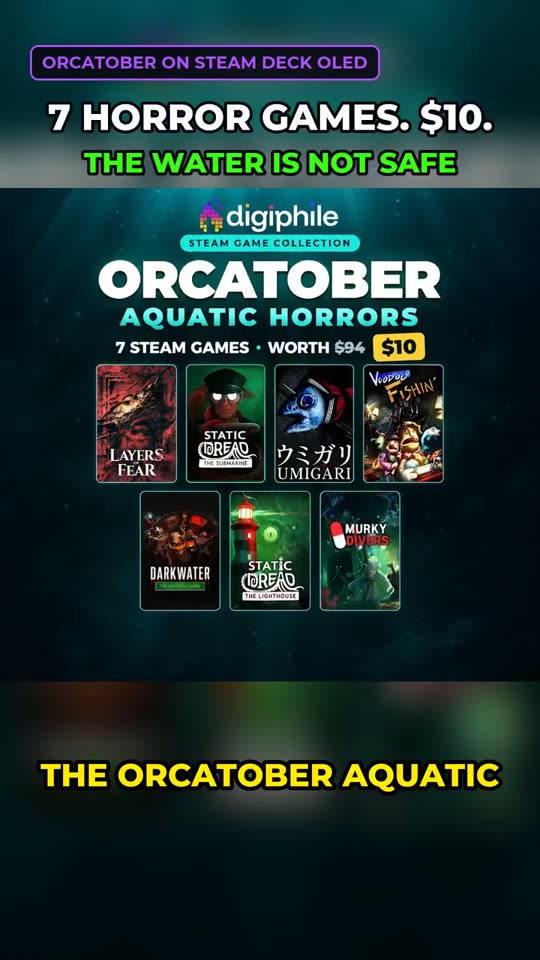 ORCATOBER ON STEAM DECK OLED
7 HORROR GAMES. $10.
THE WATER IS NOT SAFE
digiphile
STEAM GAME COLLECTION
ORCATOBER
AQUATIC HORRORS
7 STEAM GAMES • WORTH $94 $10
LAYERS
OF
FEAR
STATIC
DREAD
THE SUBMARINE
ウミガリ
UMIGARI
VOODOO
FISHIN'
DARKWATER
STATIC
DREAD
THE LIGHTHOUSE
MURKY
DIVERS
THE ORCATOBER AQUATIC